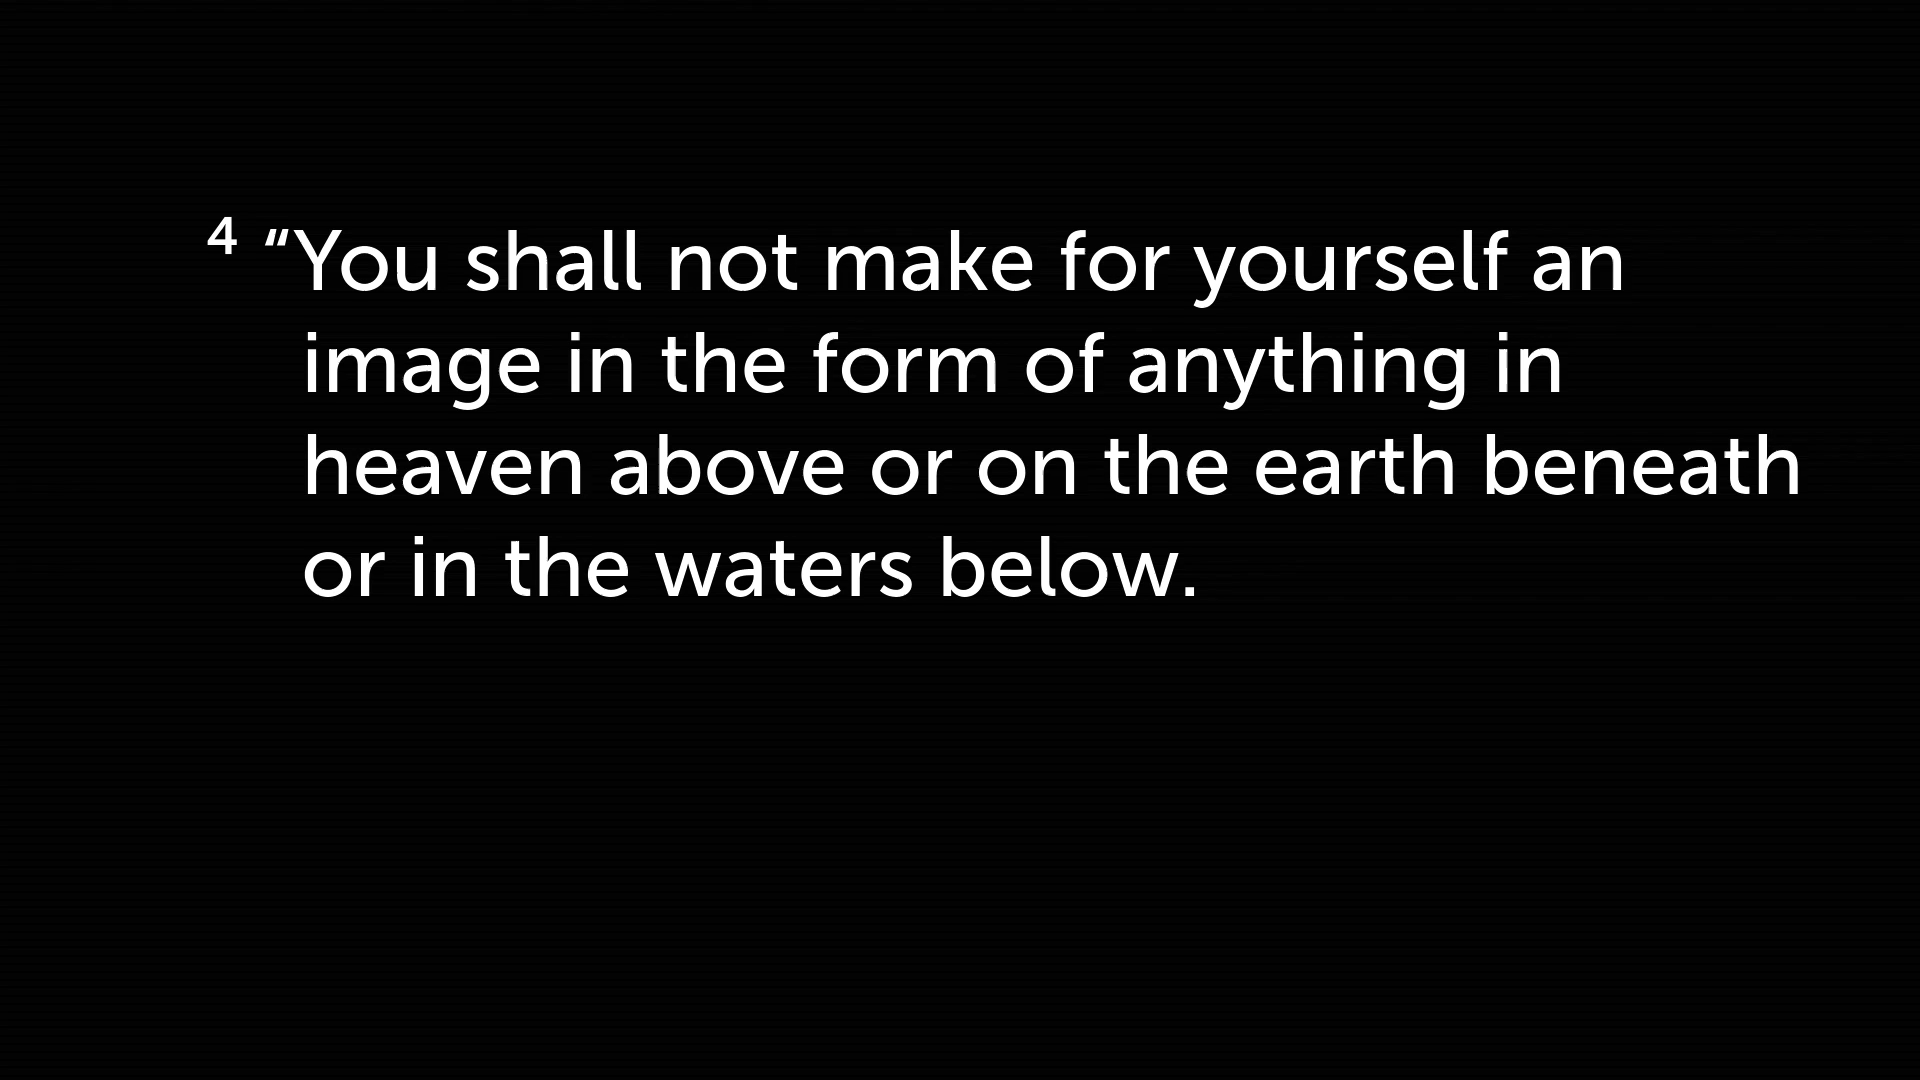 4 “You shall not make for yourself an
image in the form of anything in
heaven above or on the earth beneath
or in the waters below.